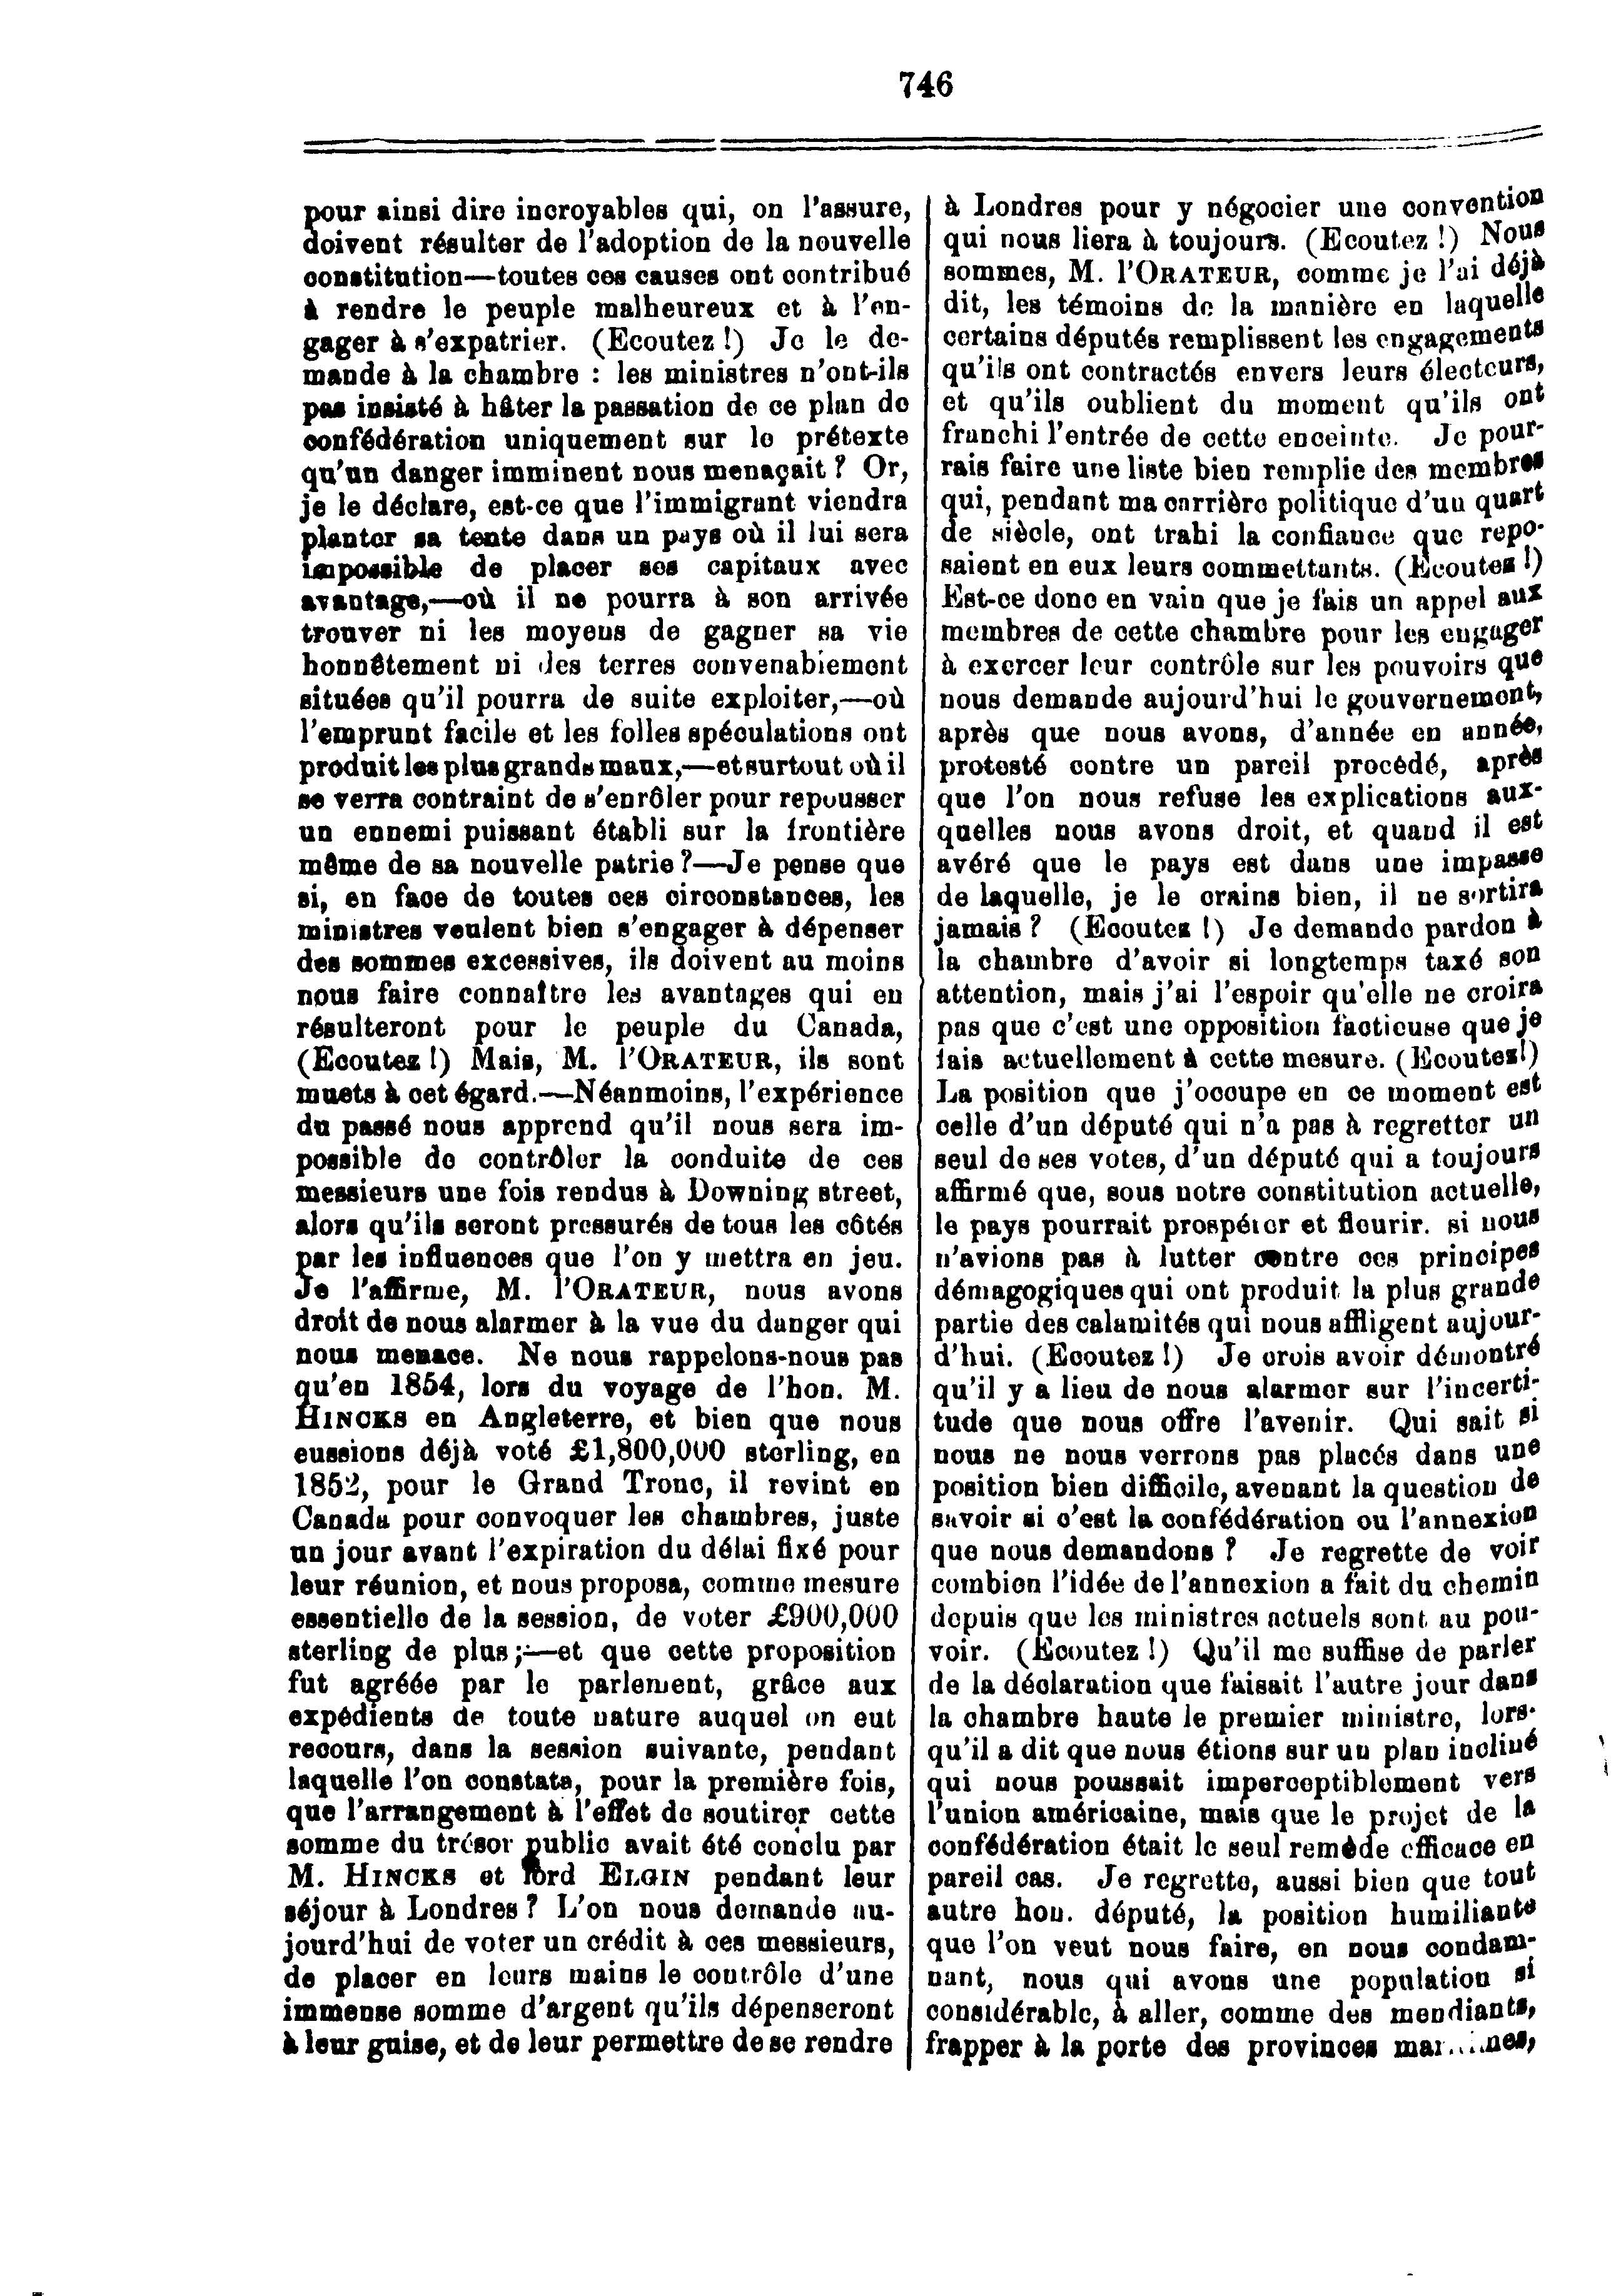 746
pour ainsi dire incroyables qui, on l'assure,
doivent résulter de l'adoption de la nouvelle
constitution—toutes ces causes ont contribué
à rendre le peuple malheureux et à l'en-
gager à s'expatrier. (Ecoutez !) Je le de-
mande à la chambre : les ministres n'ont-ils
pas insisté à hâter la passation de ce plan de
confédération uniquement sur le prétexte
qu'un danger imminent nous menaçait ? Or,
je le déclare, est-ce que l'immigrant viendra
planter sa tente dans un pays où il lui sera
impossible de placer ses capitaux avec
avantage,—où il ne pourra à son arrivée
trouver ni les moyens de gagner sa vie
honnêtement ni des terres convenablement
situées qu'il pourra de suite exploiter,—où
l'emprunt facile et les folles spéculations ont
produit les plus grands maux,—et surtout où il
se verra contraint de s'enrôler pour repousser
un ennemi puissant établi sur la frontière
même de sa nouvelle patrie ?—Je pense que
si, en face de toutes ces circonstances, les
ministres veulent bien s'engager à dépenser
des sommes excessives, ils doivent au moins
nous faire connaître les avantages qui en
résulteront pour le peuple du Canada,
(Ecoutez !) Mais, M. l'ORATEUR, ils sont
muets à cet égard.—Néanmoins, l'expérience
du passé nous apprend qu'il nous sera im-
possible de contrôler la conduite de ces
messieurs une fois rendus à Downing street,
alors qu'ils seront pressurés de tous les côtés
par les influences que l'on y mettra en jeu.
Je l'affirme, M. l'ORATEUR, nous avons
droit de nous alarmer à la vue du danger qui
nous menace. Ne nous rappelons-nous pas
qu'en 1854, lors du voyage de l'hon. M.
HINCKS en Angleterre, et bien que nous
eussions déjà voté £1,800,000 sterling, en
1852, pour le Grand Tronc, il revint en
Canada pour convoquer les chambres, juste
un jour avant l'expiration du délai fixé pour
leur réunion, et nous proposa, comme mesure
essentielle de la session, de voter £900,000
sterling de plus ;—et que cette proposition
fut agréée par le parlement, grâce aux
expédients de toute nature auquel on eut
recours, dans la session suivante, pendant
laquelle l'on constata, pour la première fois,
que l'arrangement à l'effet de soutirer cette
somme du trésor public avait été conclu par
M. HINCKS et lord ELGIN pendant leur
séjour à Londres ? L'on nous demande au-
jourd'hui de voter un crédit à ces messieurs,
de placer en leurs mains le contrôle d'une
immense somme d'argent qu'ils dépenseront
à leur guise, et de leur permettre de se rendre
à Londres pour y négocier une convention
qui nous liera à toujours. (Ecoutez !) Nous
sommes, M. l'ORATEUR, comme je l'ai déjà
dit, les témoins de la manière en laquelle
certains députés remplissent les engagements
qu'ils ont contractés envers leurs électeurs,
et qu'ils oublient du moment qu'ils ont
franchi l'entrée de cette enceinte. Je pour-
rais faire une liste bien remplie des membres
qui, pendant ma carrière politique d'un quart
de siècle, ont trahi la confiance que repo-
saient en eux leurs commettants. (Ecoutez !)
Est-ce donc en vain que je fais un appel aux
membres de cette chambre pour les engager
à exercer leur contrôle sur les pouvoirs que
nous demande aujourd'hui le gouvernement,
après que nous avons, d'année en année,
protesté contre un pareil procédé, après
que l'on nous refuse les explications aux-
quelles nous avons droit, et quand il est
avéré que le pays est dans une impasse
de laquelle, je le crains bien, il ne sortira
jamais ? (Ecoutez !) Je demande pardon à
la chambre d'avoir si longtemps taxé son
attention, mais j'ai l'espoir qu'elle ne croira
pas que c'est une opposition factieuse que je
fais actuellement à cette mesure. (Ecoutez!)
La position que j'occupe en ce moment est
celle d'un député qui n'a pas à regretter un
seul de ses votes, d'un député qui a toujours
affirmé que, sous notre constitution actuelle,
le pays pourrait prospérer et fleurir. si nous
n'avions pas à lutter contre ces principes
démagogiques qui ont produit la plus grande
partie des calamités qui nous affligent aujour-
d'hui. (Ecoutez !) Je crois avoir démontré
qu'il y a lieu de nous alarmer sur l'incerti-
tude que nous offre l'avenir. Qui sait si
nous ne nous verrons pas placés dans une
position bien difficile, avenant la question de
savoir si c'est la confédération ou l'annexion
que nous demandons ? Je regrette de voir
combien l'idée de l'annexion a fait du chemin
depuis que les ministres actuels sont au pou-
voir. (Ecoutez !) Qu'il me suffise de parler
de la déclaration que faisait l'autre jour dans
la chambre haute le premier ministre, lors-
qu'il a dit que nous étions sur un plan incliné
qui nous poussait imperceptiblement vers
l'union américaine, mais que le projet de la
confédération était le seul remède efficace en
pareil cas. Je regrette, aussi bien que tout
autre hon. député, la position humiliante
que l'on veut nous faire, en nous condam-
nant, nous qui avons une population si
considérable, à aller, comme des mendiants,
frapper à la porte des provinces